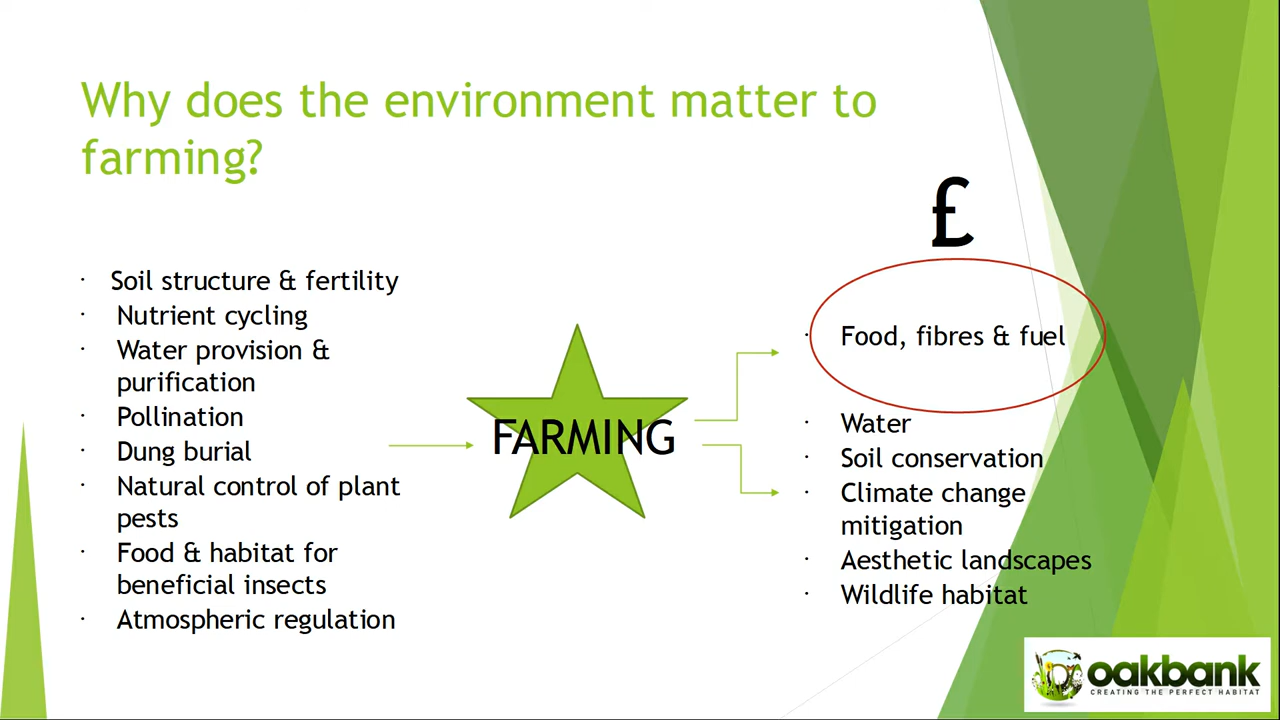 Why does the environment matter to
farming?
£
· Soil structure & fertility
· Nutrient cycling
· Water provision &
purification
· Pollination
· Dung burial
· Natural control of plant
pests
· Food & habitat for
beneficial insects
· Atmospheric regulation
FARMING
· Food, fibres & fuel
· Water
· Soil conservation
· Climate change
mitigation
· Aesthetic landscapes
· Wildlife habitat
oakbank
CREATING THE PERFECT HABITAT